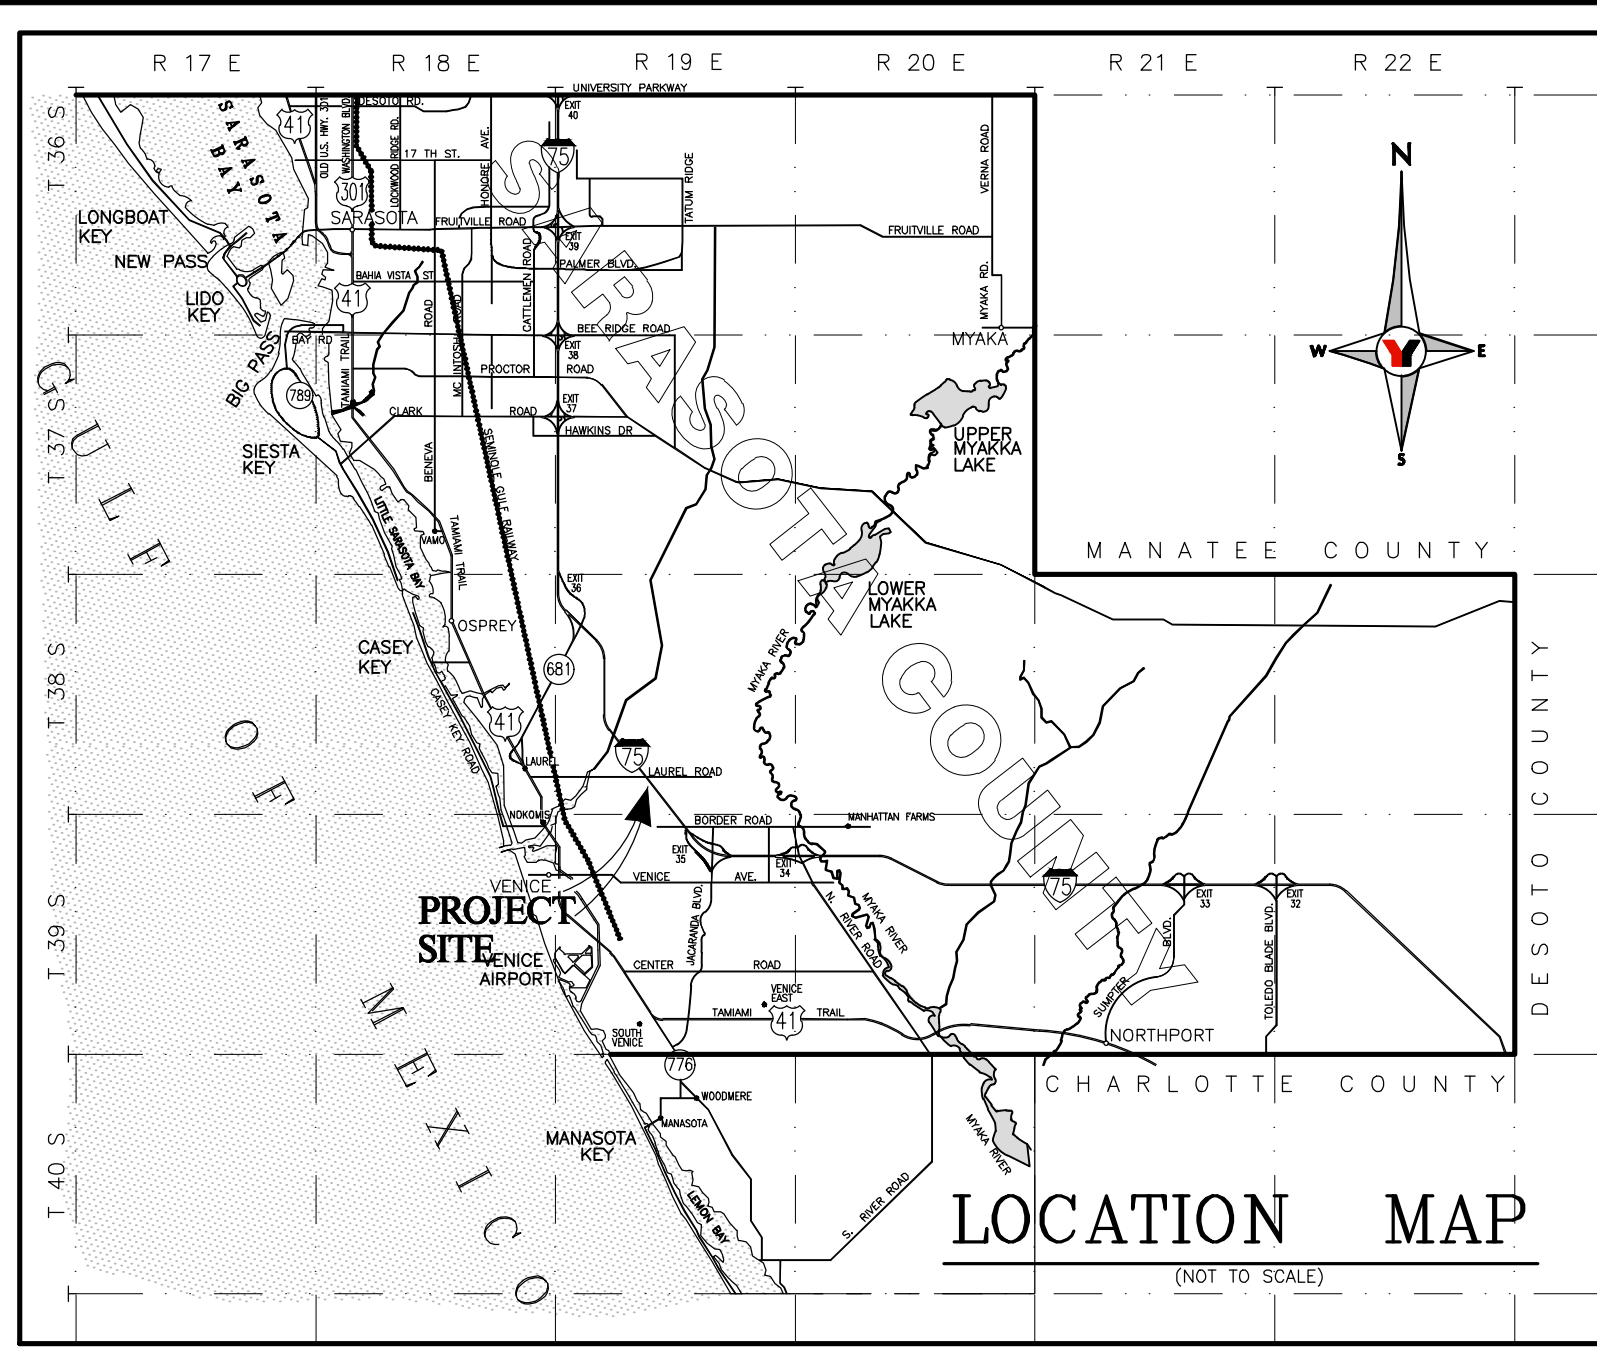 R 17 E
R 18 E
R 19 E
R 20 E
R 21 E
R 22 E
T 36 S
T 37 S
T 38 S
T 39 S
T 40 S
UNIVERSITY PARKWAY
DESOTO RD.
EXIT
40
41
SARASOTA
BAY
OLD U.S. HWY. 301
WASHINGTON BLVD.
LOCKWOOD RIDGE RD.
HONORE AVE.
17 TH ST.
75
301
TATUM RIDGE
VERNA ROAD
N
LONGBOAT
KEY
SARASOTA
FRUITVILLE ROAD
FRUITVILLE ROAD
EXIT
39
NEW PASS
PALMER BLVD.
BAHIA VISTA ST
CATTLEMEN ROAD
MYAKA RD.
LIDO
KEY
41
BENEVA ROAD
MC INTOSH ROAD
BEE RIDGE ROAD
MYAKA
BIG PASS
BAY RD
TAMIAMI TRAIL
EXIT
38
W
E
S
PROCTOR ROAD
789
CLARK ROAD
EXIT
37
HAWKINS DR
SIESTA
KEY
UPPER
MYAKKA
LAKE
SEMINOLE GULF RAILWAY
LITTLE SARASOTA BAY
TAMIAMI TRAIL
VAMO
SARASOTA COUNTY
MANATEE COUNTY
EXIT
36
LOWER
MYAKKA
LAKE
OSPREY
CASEY
KEY
681
MYAKA RIVER
CASEY KEY ROAD
41
GULF OF MEXICO
DESOTO COUNTY
LAUREL
75
LAUREL ROAD
NOKOMIS
BORDER ROAD
MANHATTAN FARMS
EXIT
35
EXIT
34
VENICE
VENICE AVE.
75
EXIT
33
EXIT
32
PROJECT
SITE
JACARANDA BLVD.
N. RIVER ROAD
MYAKA RIVER
VENICE
AIRPORT
CENTER ROAD
SUMPTER BLVD.
TOLEDO BLADE BLVD.
VENICE
EAST
TAMIAMI TRAIL
41
SOUTH
VENICE
NORTHPORT
776
CHARLOTTE COUNTY
WOODMERE
MANASOTA
MANASOTA
KEY
MYAKA RIVER
LEMON BAY
S. RIVER ROAD
LOCATION MAP
(NOT TO SCALE)